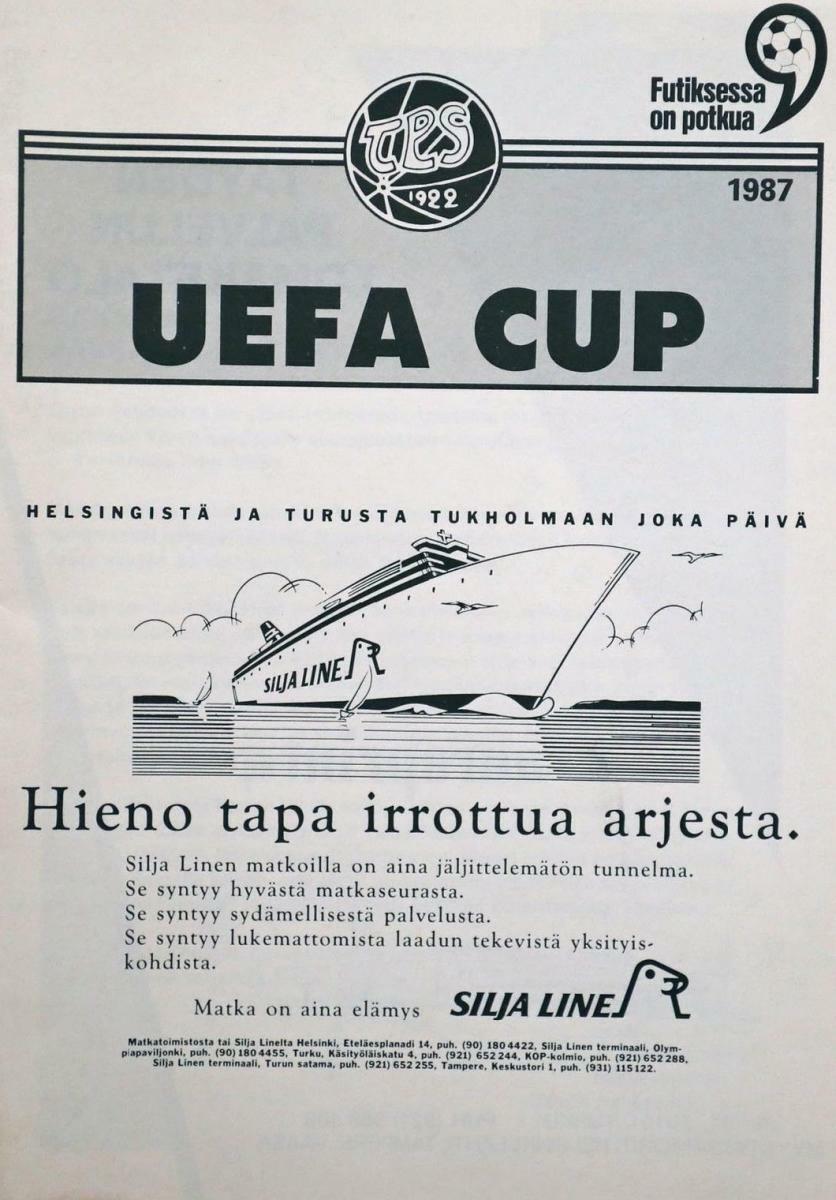 Futiksessa
on potkua
TPS
1922
1987
UEFA CUP
HELSINGISTÄ JA TURUSTA TUKHOLMAAN JOKA PÄIVÄ
SILJA LINE
Hieno tapa irrottua arjesta.
Silja Linen matkoilla on aina jäljittelemätön tunnelma.
Se syntyy hyvästä matkaseurasta.
Se syntyy sydämellisestä palvelusta.
Se syntyy lukemattomista laadun tekevistä yksityis-
kohdista.
Matka on aina elämys
SILJA LINE
Matkatoimistosta tai Silja Linelta Helsinki, Eteläesplanadi 14, puh. (90) 180 4422, Silja Linen terminaali, Olym-
piapaviljonki, puh. (90) 180 4455, Turku, Käsityöläiskatu 4, puh. (921) 652 244, KOP-kolmio, puh. (921) 652 288,
Silja Linen terminaali, Turun satama, puh. (921) 652 255, Tampere, Keskustori 1, puh. (931) 115 122.